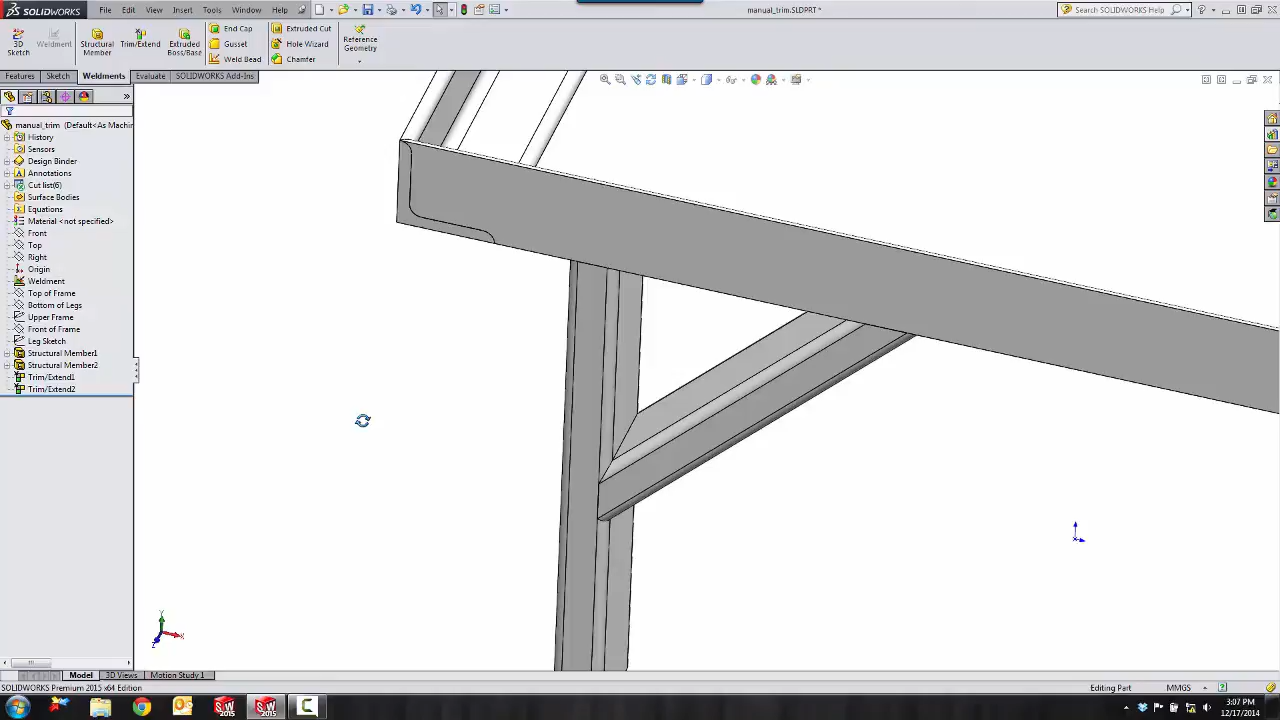 SOLIDWORKS
File Edit View Insert Tools Window Help
manual_trim.SLDPRT *
Search SOLIDWORKS Help
3D Sketch
Weldment
Structural Member
Trim/Extend
Extruded Boss/Base
End Cap
Gusset
Weld Bead
Extruded Cut
Hole Wizard
Chamfer
Reference Geometry
Features Sketch Weldments Evaluate SOLIDWORKS Add-Ins
manual_trim (Default<As Machin
History
Sensors
Design Binder
Annotations
Cut list(6)
Surface Bodies
Equations
Material <not specified>
Front
Top
Right
Origin
Weldment
Top of Frame
Bottom of Legs
Upper Frame
Front of Frame
Leg Sketch
Structural Member1
Structural Member2
Trim/Extend1
Trim/Extend2
Y
X
Z
Model 3D Views Motion Study 1
SOLIDWORKS Premium 2015 x64 Edition
Editing Part
MMGS
3:07 PM
12/17/2014